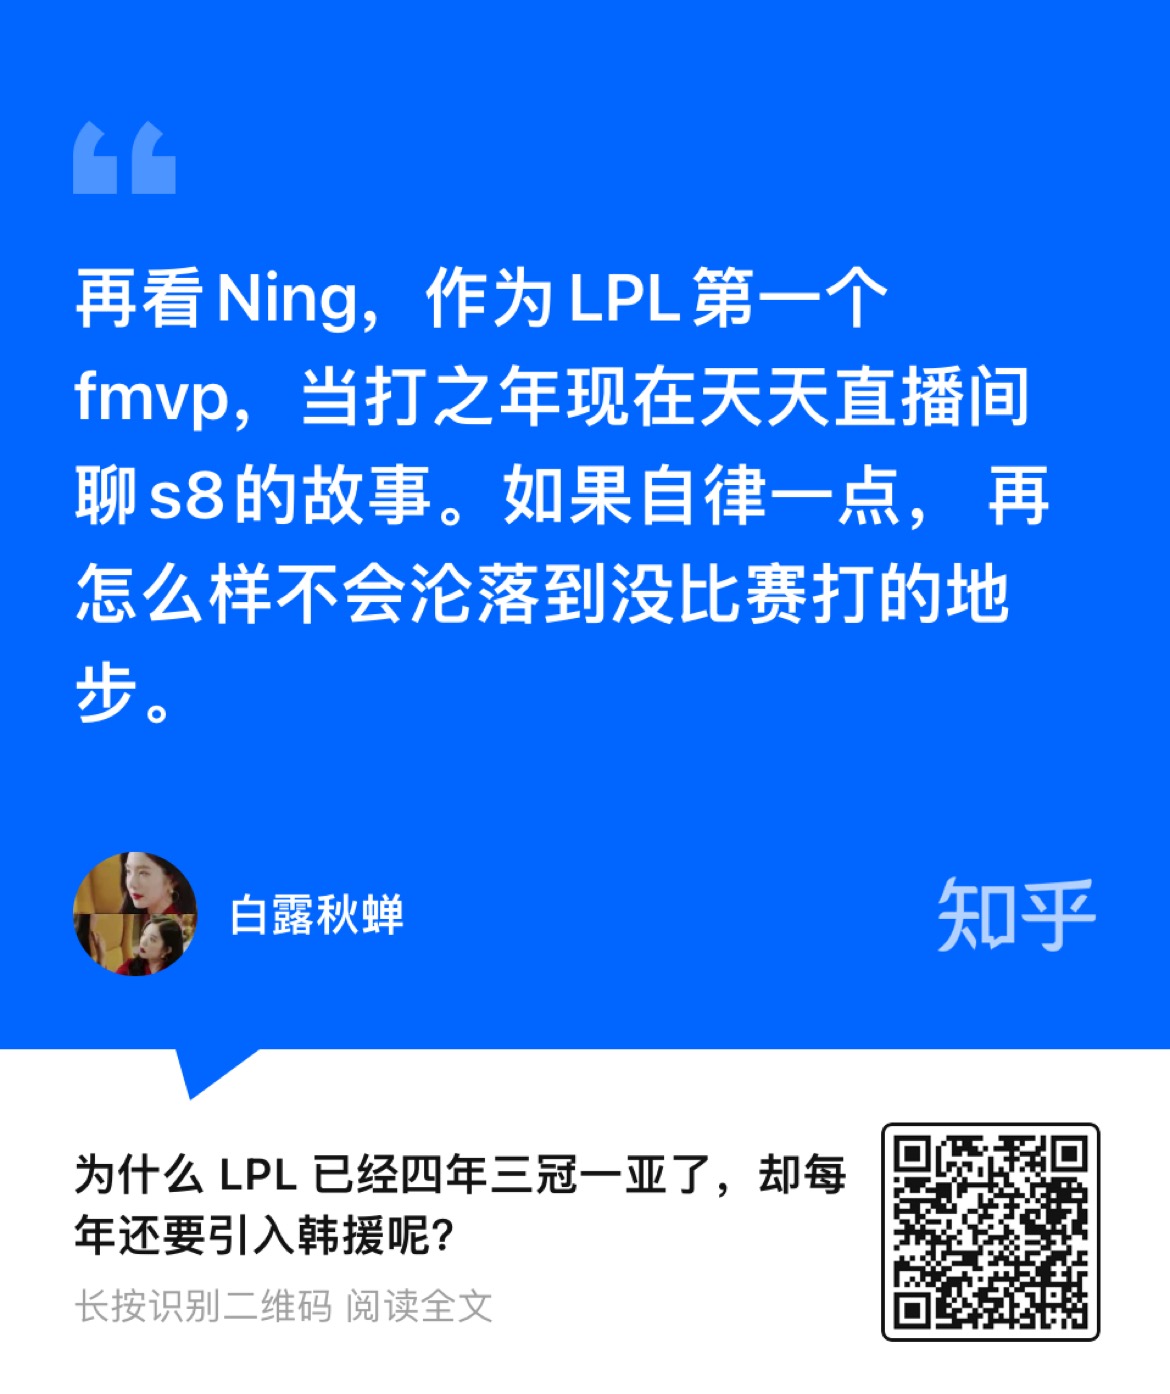 “
再看Ning，作为LPL第一个
fmvp，当打之年现在天天直播间
聊s8的故事。如果自律一点， 再
怎么样不会沦落到没比赛打的地
步。
白露秋蝉
知乎
为什么 LPL 已经四年三冠一亚了，却每
年还要引入韩援呢？
长按识别二维码 阅读全文